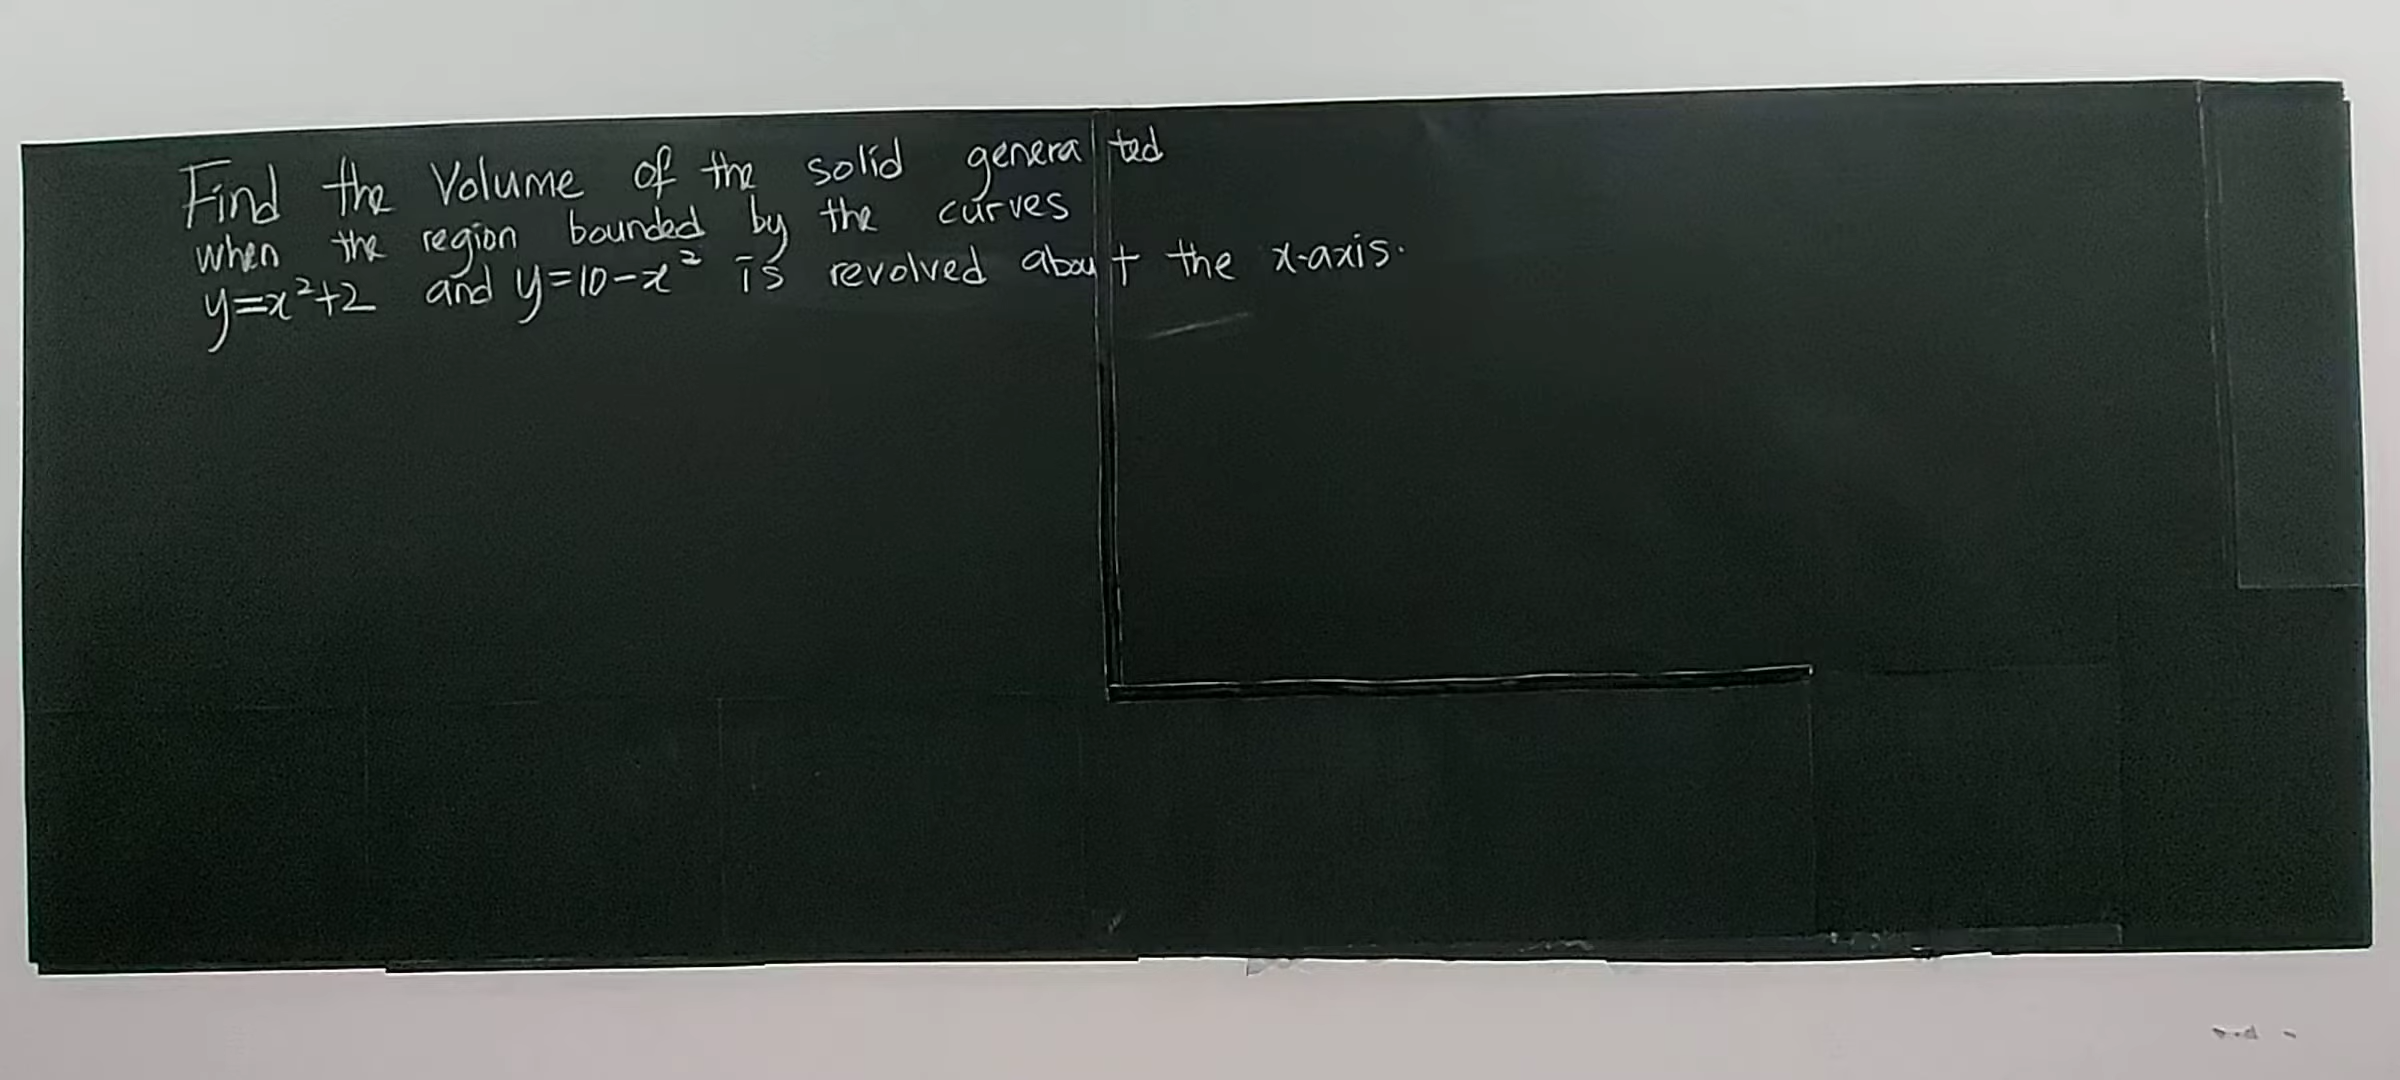 Find the Volume of the solid generated
when the region bounded by the curves
y=x²+2 and y=10-x² is revolved about the x-axis.